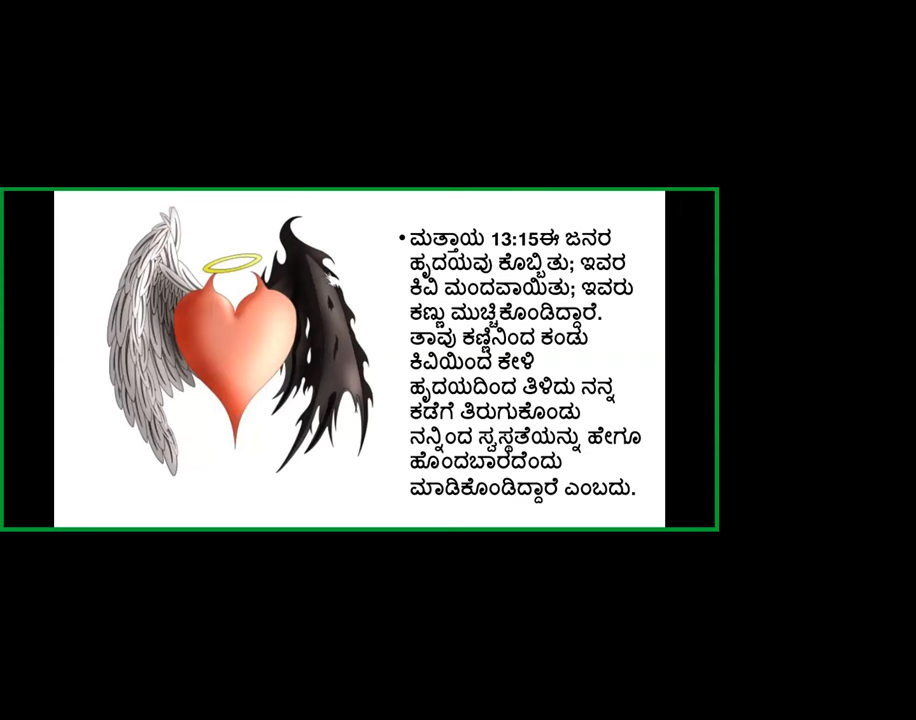 • ಮತ್ತಾಯ 13:15ಈ ಜನರ
ಹೃದಯವು ಕೊಬ್ಬಿತು; ಇವರ
ಕಿವಿ ಮಂದವಾಯಿತು; ಇವರು
ಕಣ್ಣು ಮುಚ್ಚಿಕೊಂಡಿದ್ದಾರೆ.
ತಾವು ಕಣ್ಣಿನಿಂದ ಕಂಡು
ಕಿವಿಯಿಂದ ಕೇಳಿ
ಹೃದಯದಿಂದ ತಿಳಿದು ನನ್ನ
ಕಡೆಗೆ ತಿರುಗುಕೊಂಡು
ನನ್ನಿಂದ ಸ್ವಸ್ಥತೆಯನ್ನು ಹೇಗೂ
ಹೊಂದಬಾರದೆಂದು
ಮಾಡಿಕೊಂಡಿದ್ದಾರೆ ಎಂಬದು.